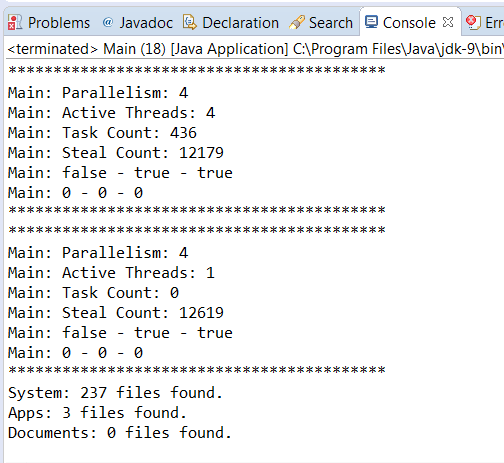 Problems @ Javadoc Declaration Search Console Err
<terminated> Main (18) [Java Application] C:\Program Files\Java\jdk-9\bin\
******************************************
Main: Parallelism: 4
Main: Active Threads: 4
Main: Task Count: 436
Main: Steal Count: 12179
Main: false - true - true
Main: 0 - 0 - 0
******************************************
******************************************
Main: Parallelism: 4
Main: Active Threads: 1
Main: Task Count: 0
Main: Steal Count: 12619
Main: false - true - true
Main: 0 - 0 - 0
******************************************
System: 237 files found.
Apps: 3 files found.
Documents: 0 files found.